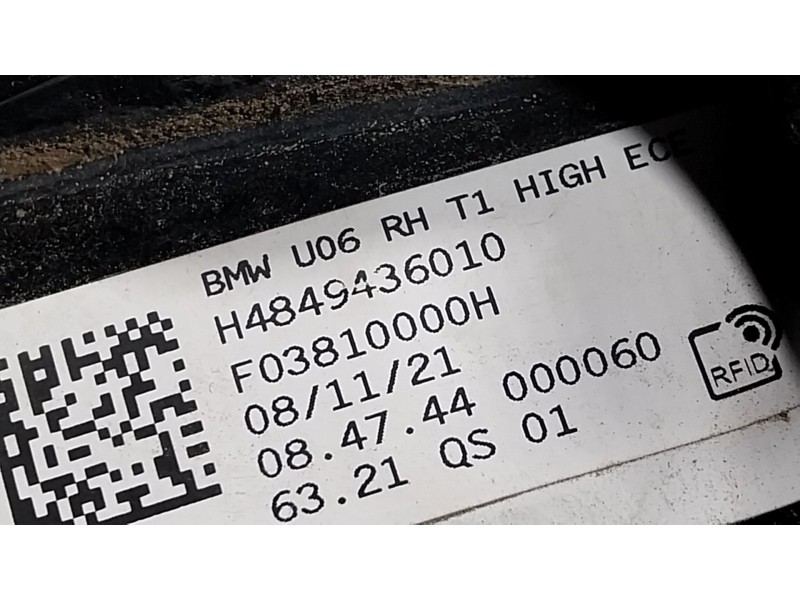 BMW U06 RH T1 HIGH ECE
H4849436010
F03810000H
08/11/21
08.47.44 000060
63.21 QS 01
RFID